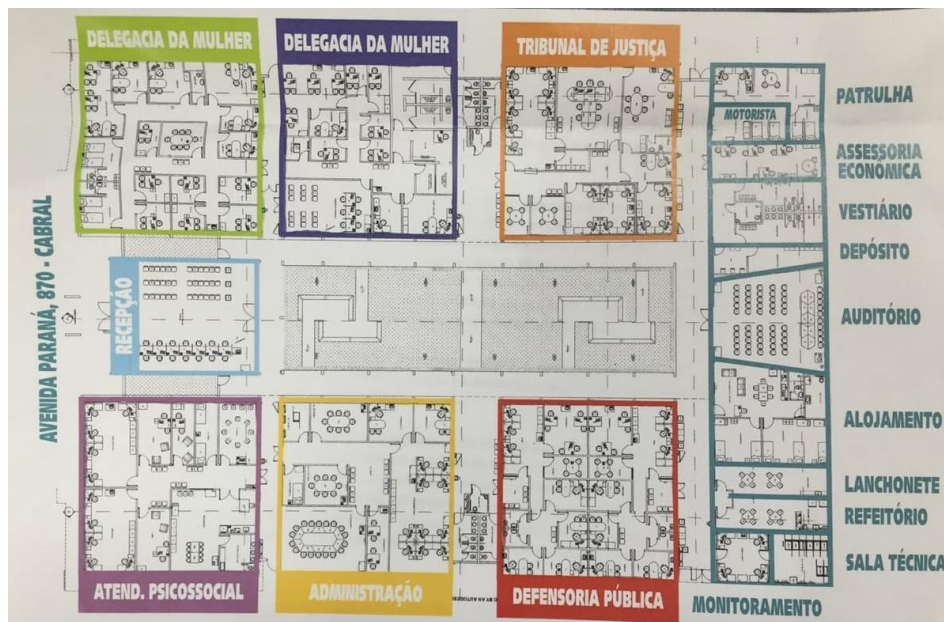 DELEGACIA DA MULHER
DELEGACIA DA MULHER
TRIBUNAL DE JUSTIÇA
PATRULHA
MOTORISTA
ASSESSORIA
ECONÔMICA
VESTIÁRIO
DEPÓSITO
AVENIDA PARANÁ, 870 - CABRAL
RECEPÇÃO
AUDITÓRIO
ALOJAMENTO
LANCHONETE
REFEITÓRIO
SALA TÉCNICA
ATEND. PSICOSSOCIAL
ADMINISTRAÇÃO
DEFENSORIA PÚBLICA
MONITORAMENTO